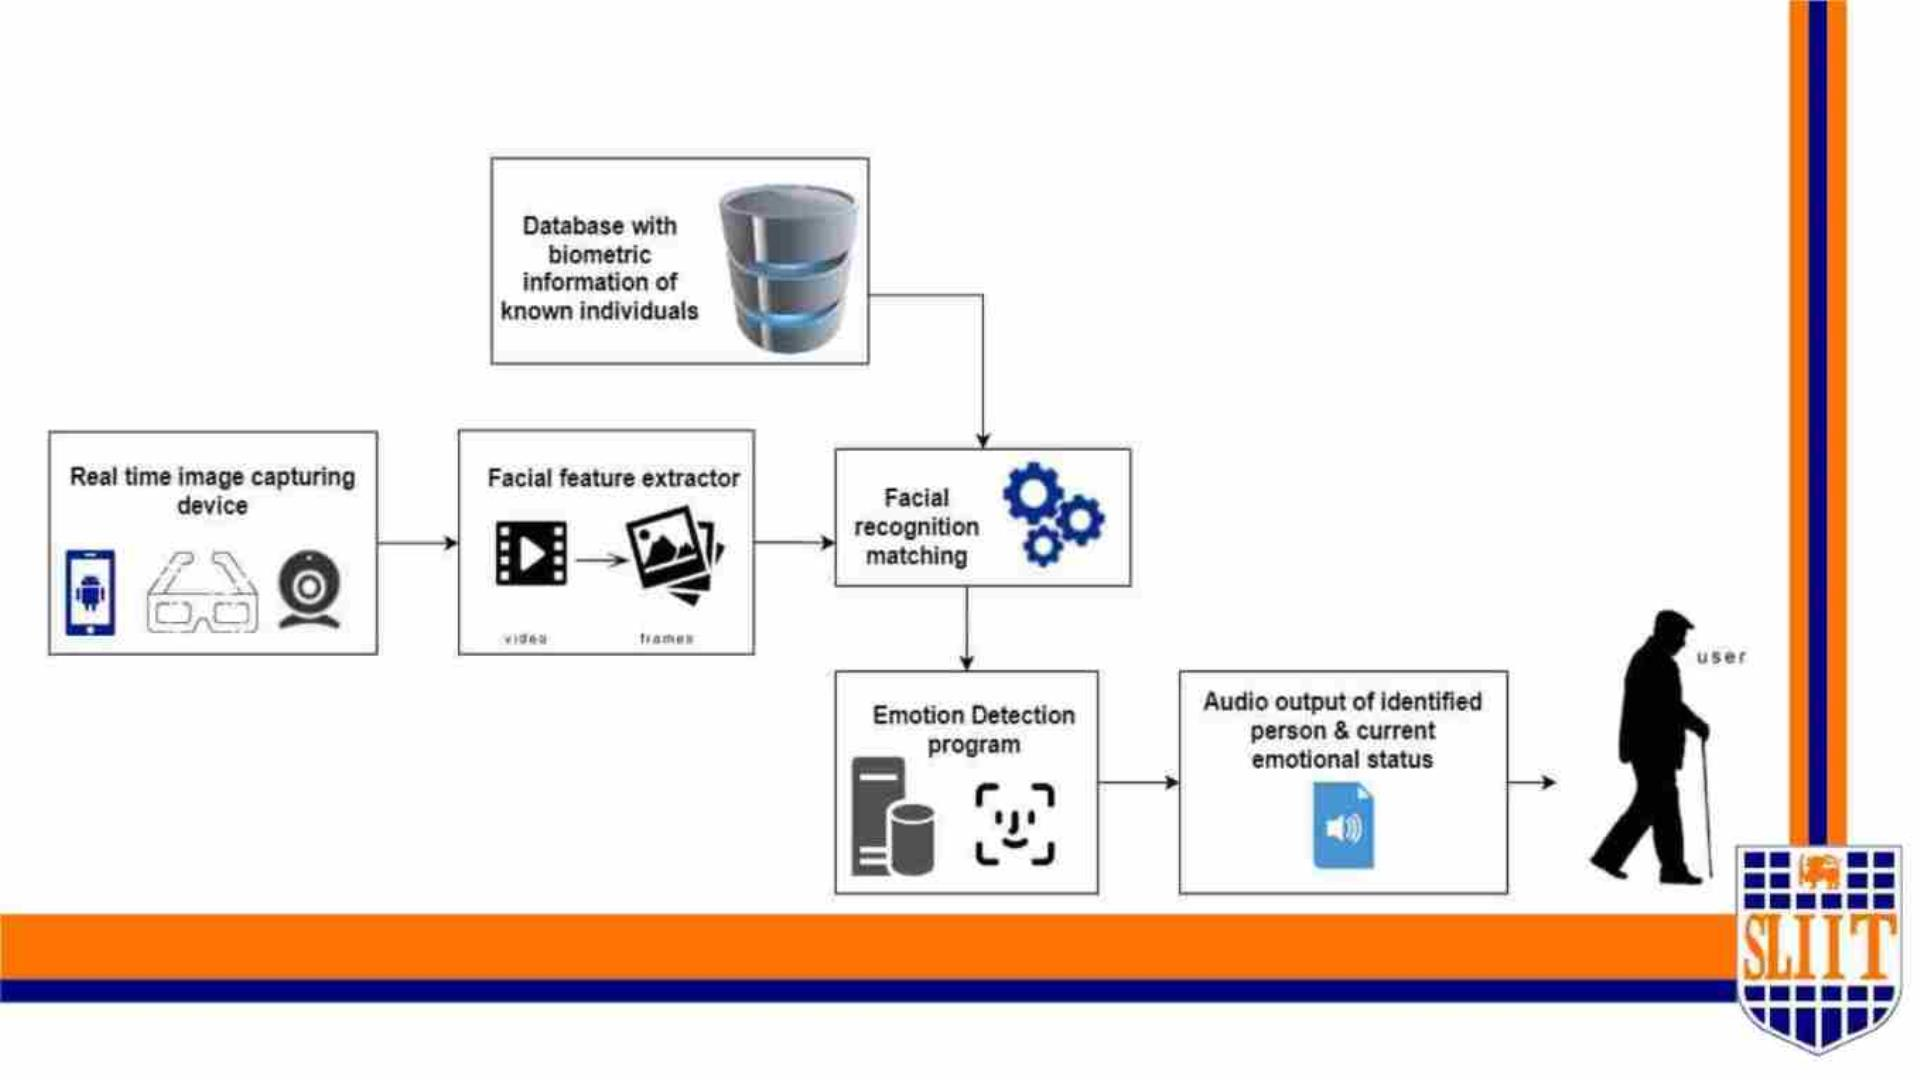 Database with
biometric
information of
known individuals
Real time image capturing
device
Facial feature extractor
video
frames
Facial
recognition
matching
Emotion Detection
program
Audio output of identified
person & current
emotional status
user
SLIIT